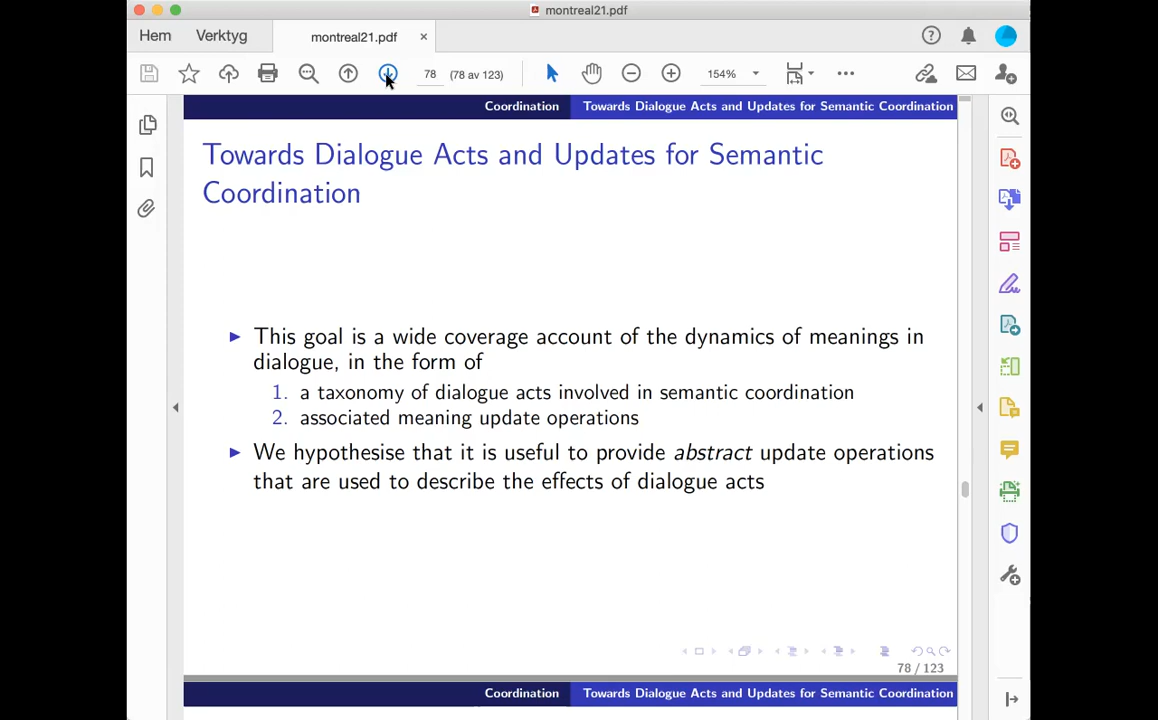 montreal21.pdf
Hem Verktyg montreal21.pdf ×
78 (78 av 123) 154%
Coordination Towards Dialogue Acts and Updates for Semantic Coordination
Towards Dialogue Acts and Updates for Semantic
Coordination
This goal is a wide coverage account of the dynamics of meanings in
dialogue, in the form of
1. a taxonomy of dialogue acts involved in semantic coordination
2. associated meaning update operations
We hypothesise that it is useful to provide abstract update operations
that are used to describe the effects of dialogue acts
78 / 123
Coordination Towards Dialogue Acts and Updates for Semantic Coordination